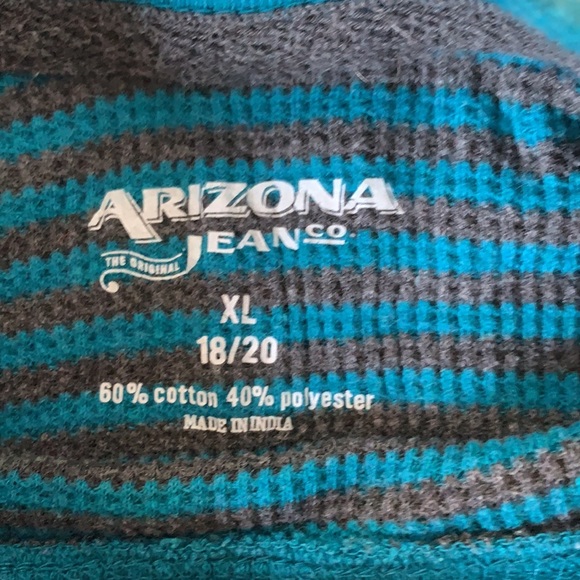 ARIZONA
JEAN CO.
THE ORIGINAL
XL
18/20
60% cotton 40% polyester
MADE IN INDIA